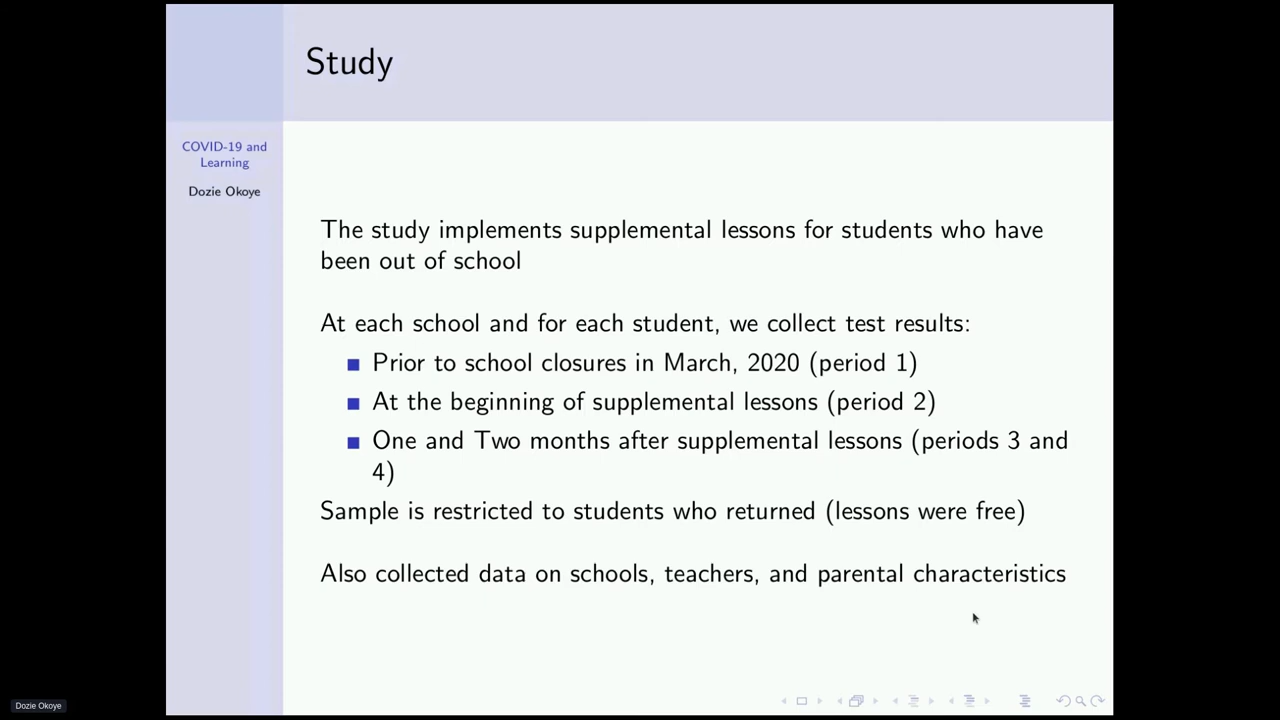 Study
COVID-19 and
Learning
Dozie Okoye
The study implements supplemental lessons for students who have
been out of school
At each school and for each student, we collect test results:
Prior to school closures in March, 2020 (period 1)
At the beginning of supplemental lessons (period 2)
One and Two months after supplemental lessons (periods 3 and
4)
Sample is restricted to students who returned (lessons were free)
Also collected data on schools, teachers, and parental characteristics
Dozie Okoye